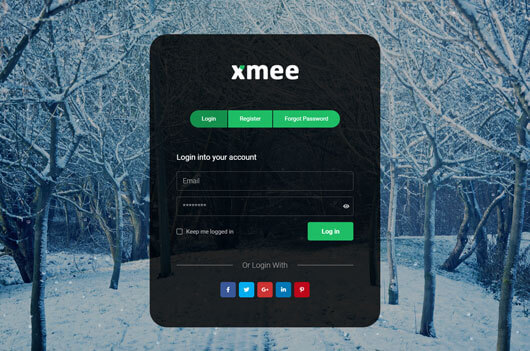 xmee
Login Register Forgot Password
Login into your account
Email
********
Keep me logged in Log in
Or Login With
f G+ in